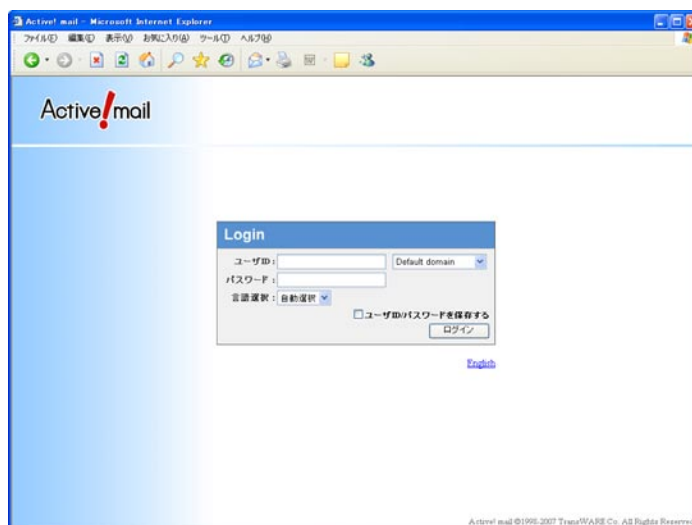 Active! mail - Microsoft Internet Explorer
ファイル(F) 編集(E) 表示(V) お気に入り(A) ツール(T) ヘルプ(H)
Active! mail
Login
ユーザID: Default domain
パスワード:
言語選択: 自動選択
ユーザID/パスワードを保存する
ログイン
English
Active! mail ©1998-2007 TransWARE Co. All Rights Reserved